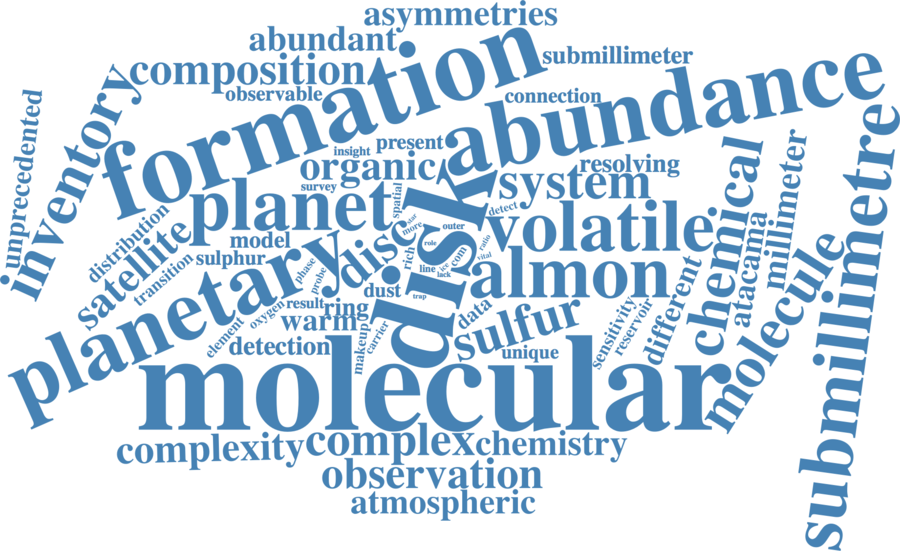 asymmetries
abundant
formation
submillimeter
composition
observable
connection
abundance
unprecedented
inventory
insight
present
organic
resolving
survey
spatial
system
chemical
millimeter
submillimetre
planet
disk
detect
distribution
satellite
model
disc
star
more
outer
volatile
ratio
transition
sulphur
phase
probe
rich
role
line
ice
com
lack
vital
almon
different
atacama
molecule
planetary
dust
trap
data
sulfur
element
oxygen
result
ring
warm
detection
makeup
carrier
unique
sensitivity
reservoir
molecular
complexity
complex
chemistry
observation
atmospheric